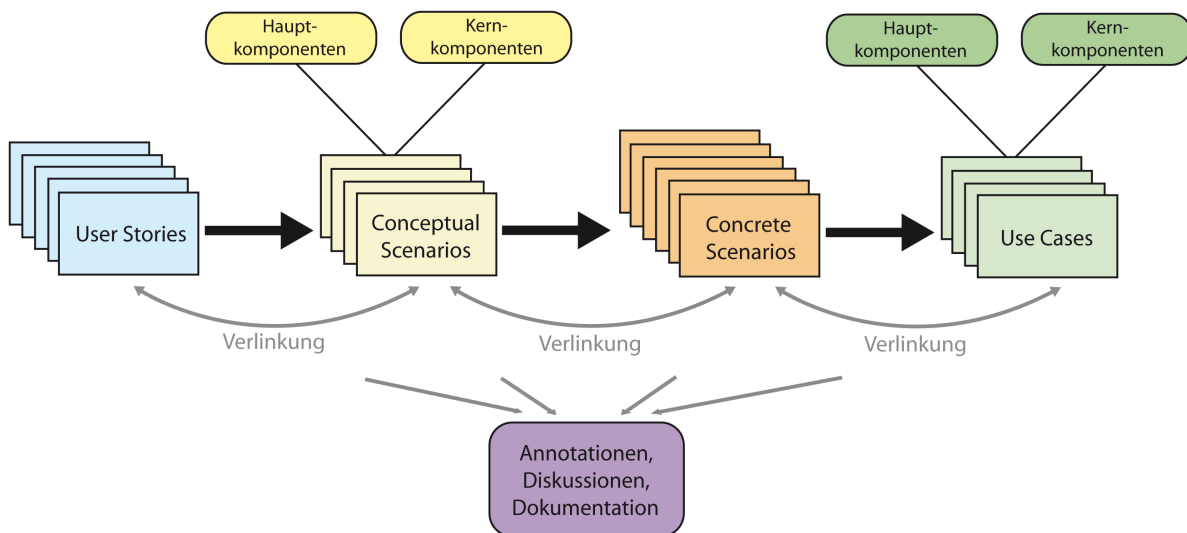 Haupt-
komponenten
Kern-
komponenten
Haupt-
komponenten
Kern-
komponenten
User Stories
Conceptual
Scenarios
Concrete
Scenarios
Use Cases
Verlinkung
Verlinkung
Verlinkung
Annotationen,
Diskussionen,
Dokumentation